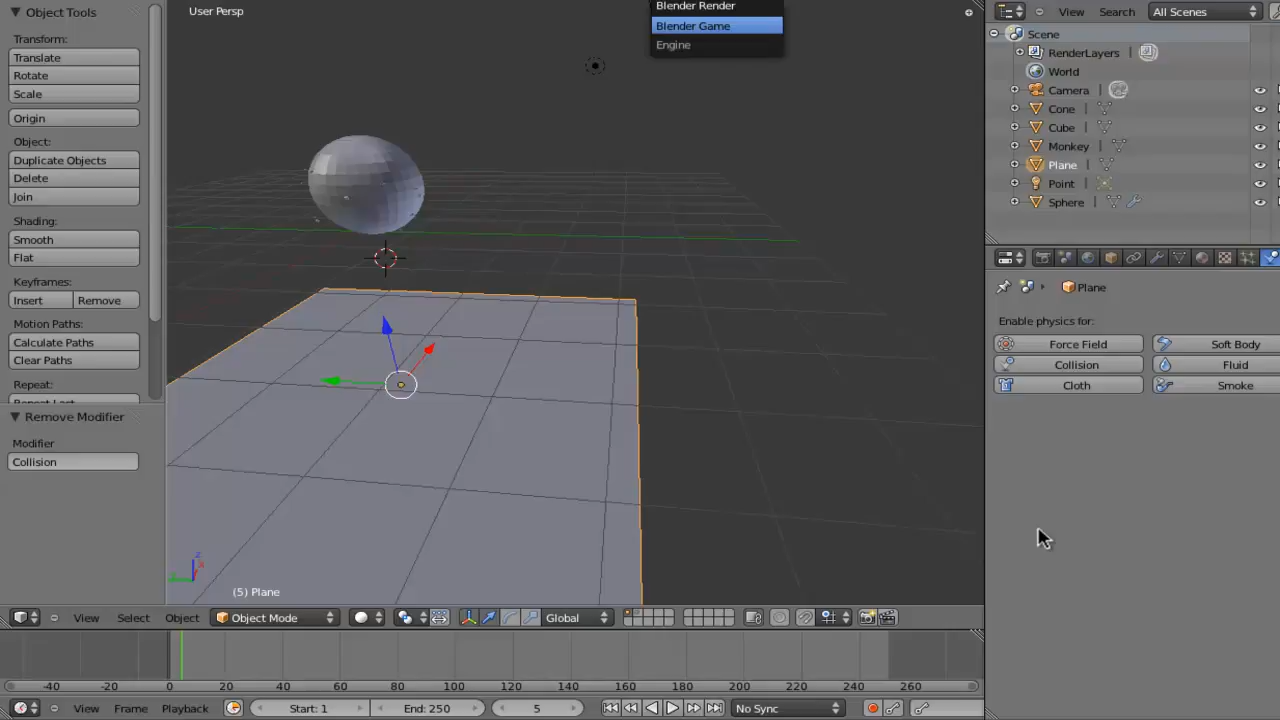 Object Tools
Transform:
Translate
Rotate
Scale
Origin
Object:
Duplicate Objects
Delete
Join
Shading:
Smooth
Flat
Keyframes:
Insert Remove
Motion Paths:
Calculate Paths
Clear Paths
Repeat:
Repeat Last
Remove Modifier
Modifier
Collision
User Persp
Blender Render
Blender Game
Engine
z
x
y
(5) Plane
View Select Object Object Mode Global
-40 -20 0 20 40 60 80 100 120 140 160 180 200 220 240 260
View Frame Playback Start: 1 End: 250 5 No Sync
View Search All Scenes
Scene
RenderLayers
World
Camera
Cone
Cube
Monkey
Plane
Point
Sphere
Plane
Enable physics for:
Force Field Soft Body
Collision Fluid
Cloth Smoke